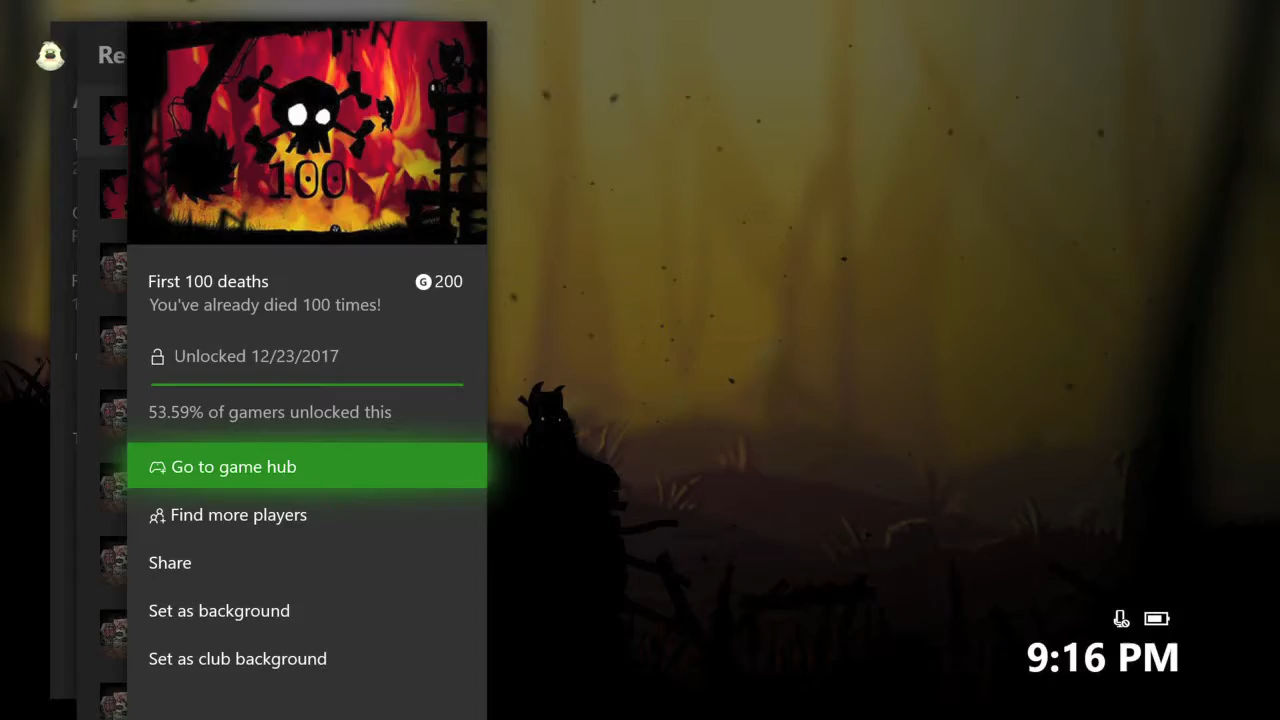 Re
100
First 100 deaths
G 200
You've already died 100 times!
Unlocked 12/23/2017
53.59% of gamers unlocked this
Go to game hub
Find more players
Share
Set as background
Set as club background
9:16 PM